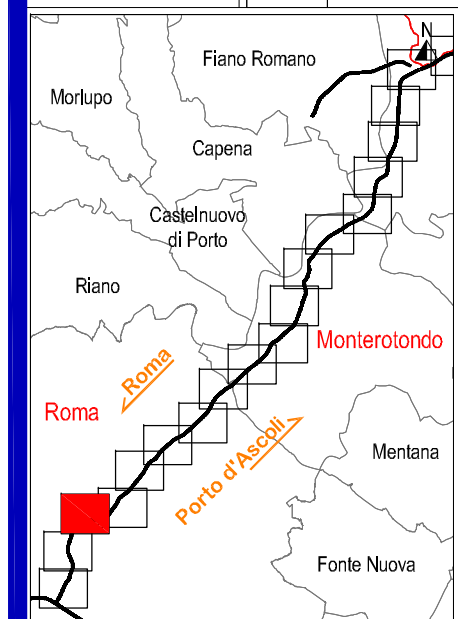 N
Fiano Romano
Morlupo
Capena
Castelnuovo
di Porto
Riano
Monterotondo
Roma
Roma
Porto d'Ascoli
Mentana
Fonte Nuova